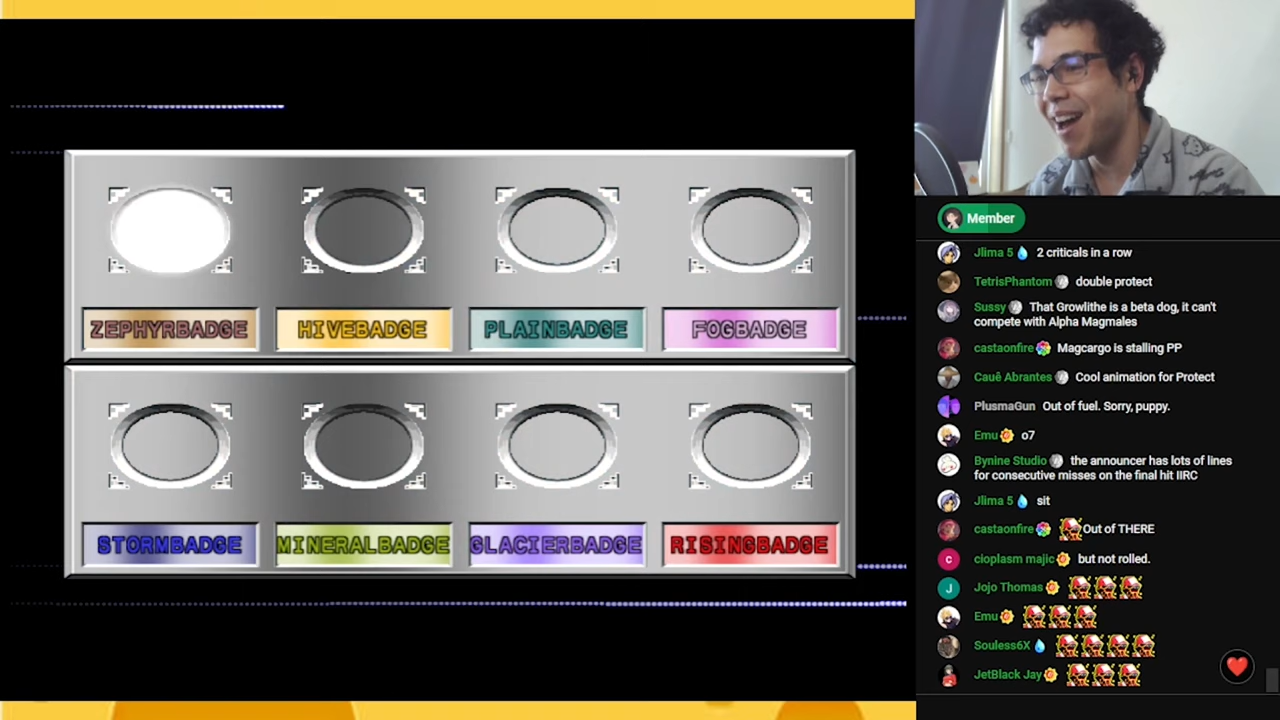 ZEPHYRBADGE
HIVEBADGE
PLAINBADGE
FOGBADGE
STORMBADGE
MINERALBADGE
GLACIERBADGE
RISINGBADGE
Member
Jlima 5 2 criticals in a row
TetrisPhantom double protect
Sussy That Growlithe is a beta dog, it can't
compete with Alpha Magmales
castaonfire Magcargo is stalling PP
Cauê Abrantes Cool animation for Protect
PlusmaGun Out of fuel. Sorry, puppy.
Emu o7
Bynine Studio the announcer has lots of lines
for consecutive misses on the final hit IIRC
Jlima 5 sit
castaonfire Out of THERE
cioplasm majic but not rolled.
J Jojo Thomas
Emu
Souless6X
JetBlack Jay